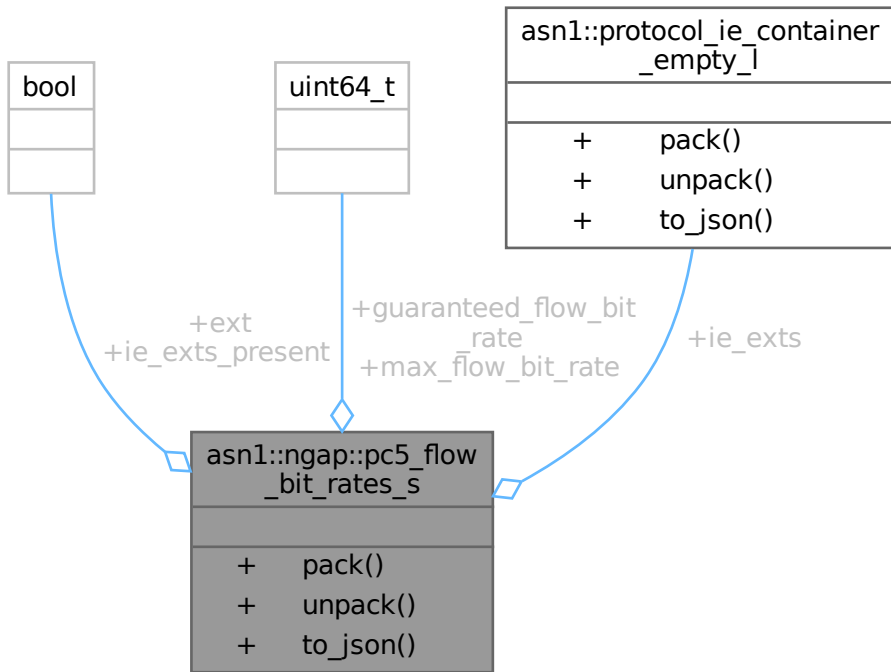 asn1::protocol_ie_container
_empty_l
+ pack()
+ unpack()
+ to_json()
bool
uint64_t
+ext
+ie_exts_present
+guaranteed_flow_bit
_rate
+max_flow_bit_rate
+ie_exts
asn1::ngap::pc5_flow
_bit_rates_s
+ pack()
+ unpack()
+ to_json()